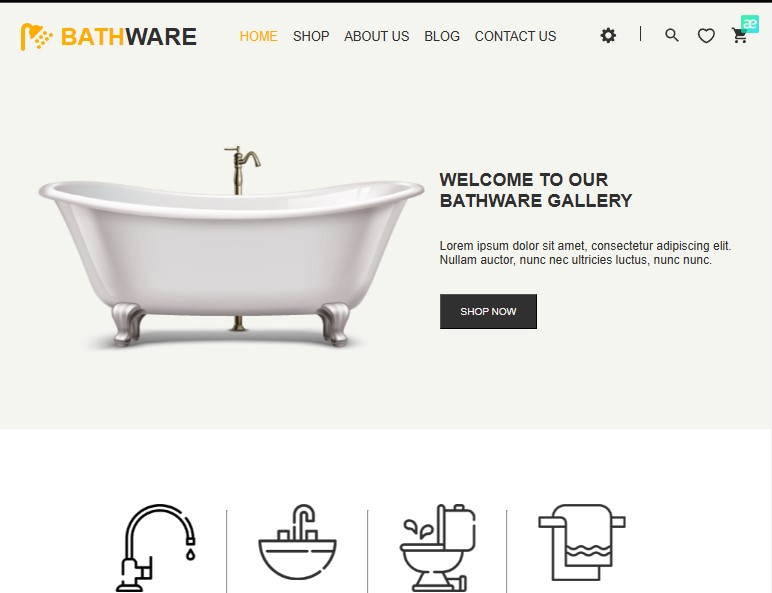 BATHWARE
HOME SHOP ABOUT US BLOG CONTACT US
æ
WELCOME TO OUR
BATHWARE GALLERY
Lorem ipsum dolor sit amet, consectetur adipiscing elit.
Nullam auctor, nunc nec ultricies luctus, nunc nunc.
SHOP NOW